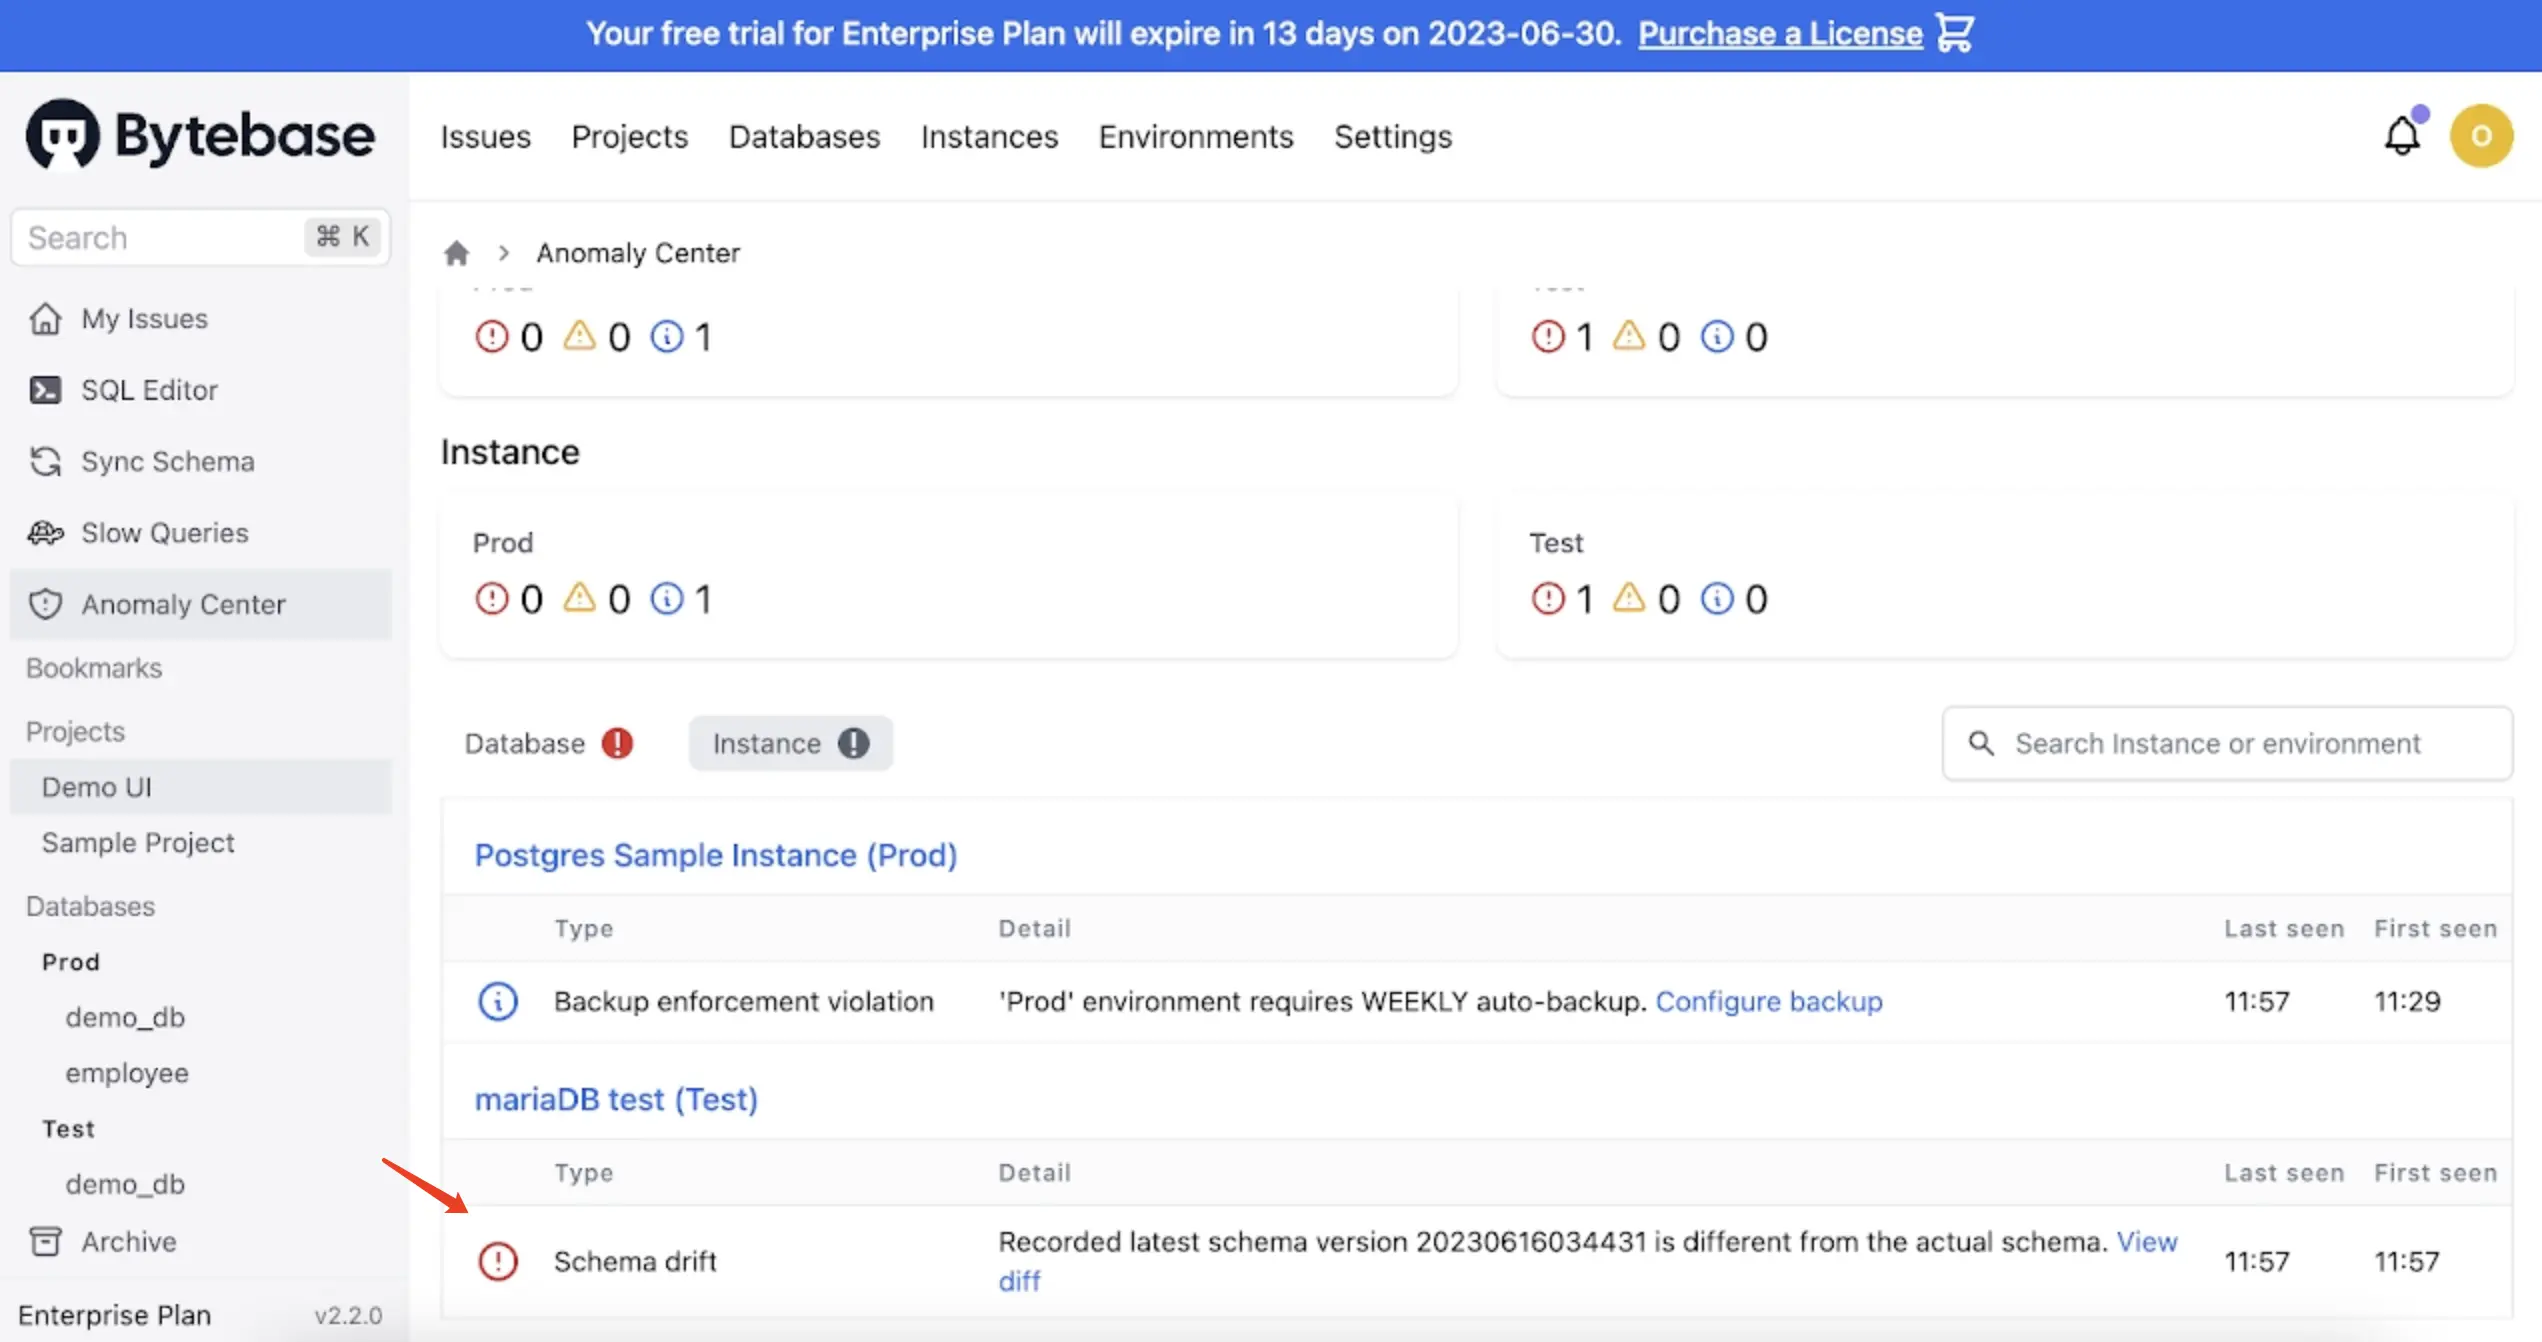 Your free trial for Enterprise Plan will expire in 13 days on 2023-06-30. Purchase a License
Bytebase
Issues Projects Databases Instances Environments Settings
O
Search ⌘ K
My Issues
SQL Editor
Sync Schema
Slow Queries
Anomaly Center
Bookmarks
Projects
Demo UI
Sample Project
Databases
Prod
demo_db
employee
Test
demo_db
Archive
Enterprise Plan v2.2.0
Anomaly Center
0 0 1
1 0 0
Instance
Prod
0 0 1
Test
1 0 0
Database Instance
Search Instance or environment
Postgres Sample Instance (Prod)
Type Detail Last seen First seen
Backup enforcement violation 'Prod' environment requires WEEKLY auto-backup. Configure backup 11:57 11:29
mariaDB test (Test)
Type Detail Last seen First seen
Schema drift Recorded latest schema version 20230616034431 is different from the actual schema. View
diff 11:57 11:57